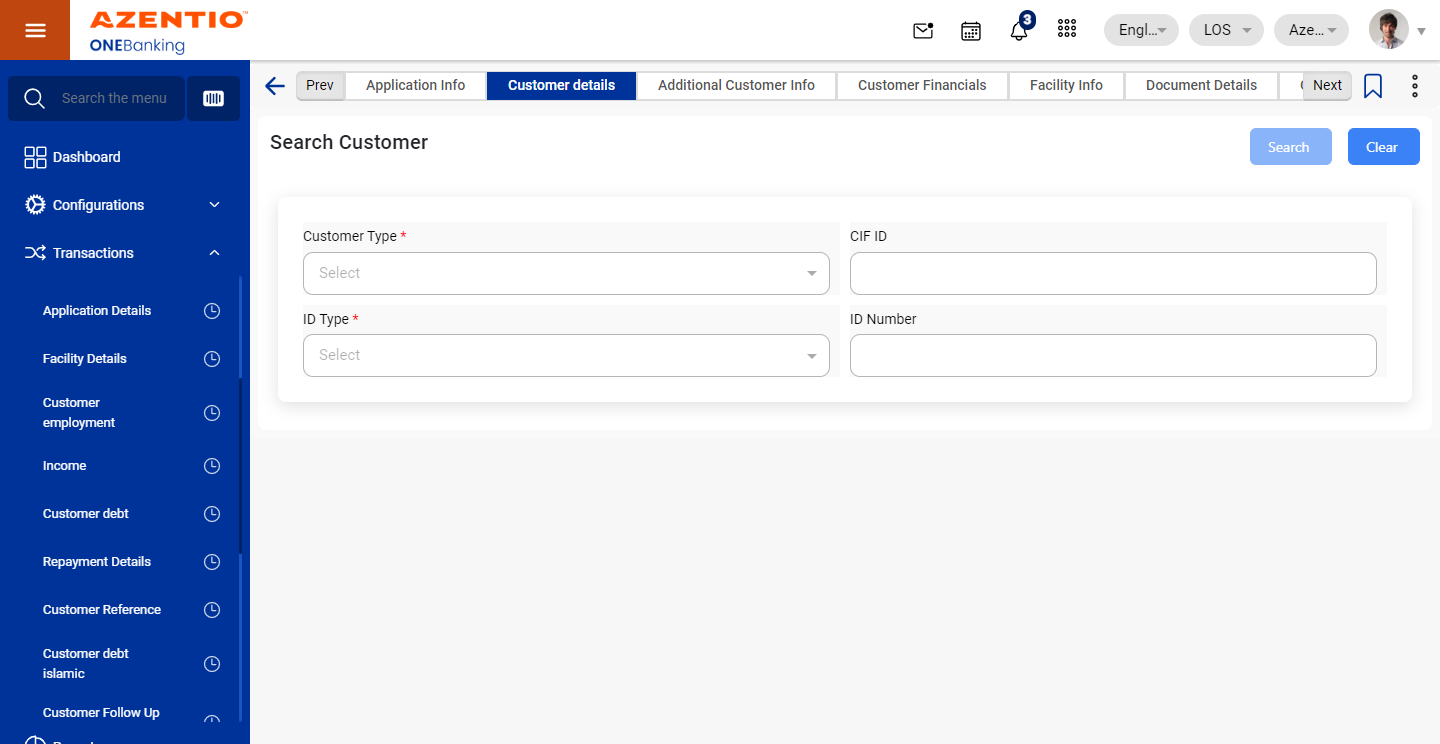 AZENTIO™
ONEBanking
3
Engl...
LOS
Aze...
Search the menu
Dashboard
Configurations
Transactions
Application Details
Facility Details
Customer
employment
Income
Customer debt
Repayment Details
Customer Reference
Customer debt
islamic
Customer Follow Up
Prev
Application Info
Customer details
Additional Customer Info
Customer Financials
Facility Info
Document Details
Next
Search Customer
Search
Clear
Customer Type *
Select
CIF ID
ID Type *
Select
ID Number